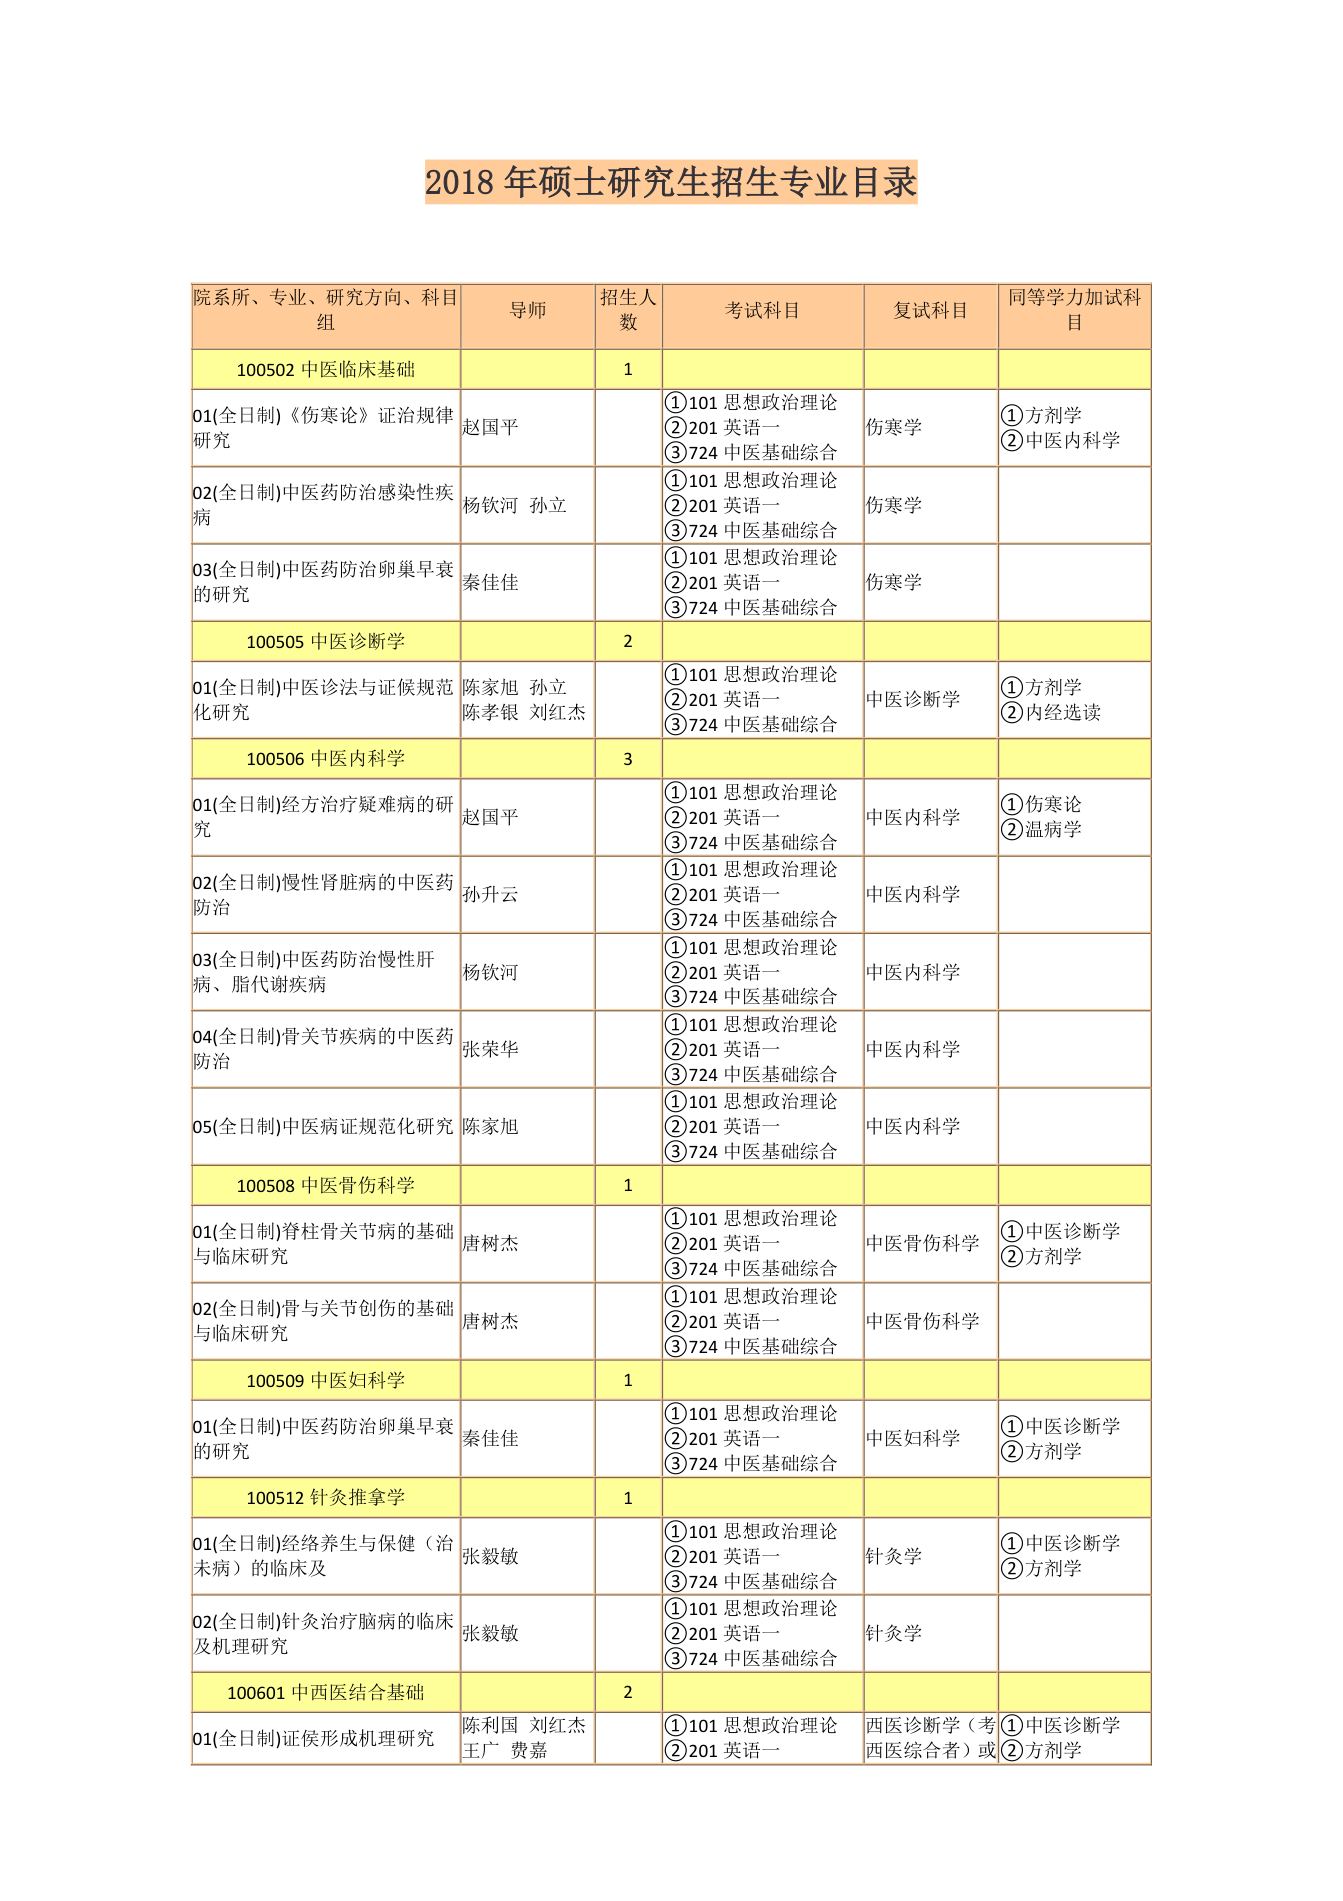 2018 年硕士研究生招生专业目录
院系所、专业、研究方向、科目
组
导师
招生人
数
考试科目
复试科目
同等学力加试科
目
100502 中医临床基础
1
01(全日制)《伤寒论》证治规律
研究
赵国平
①101 思想政治理论
②201 英语一
③724 中医基础综合
伤寒学
①方剂学
②中医内科学
02(全日制)中医药防治感染性疾
病
杨钦河 孙立
①101 思想政治理论
②201 英语一
③724 中医基础综合
伤寒学
03(全日制)中医药防治卵巢早衰
的研究
秦佳佳
①101 思想政治理论
②201 英语一
③724 中医基础综合
伤寒学
100505 中医诊断学
2
01(全日制)中医诊法与证候规范
化研究
陈家旭 孙立
陈孝银 刘红杰
①101 思想政治理论
②201 英语一
③724 中医基础综合
中医诊断学
①方剂学
②内经选读
100506 中医内科学
3
01(全日制)经方治疗疑难病的研
究
赵国平
①101 思想政治理论
②201 英语一
③724 中医基础综合
中医内科学
①伤寒论
②温病学
02(全日制)慢性肾脏病的中医药
防治
孙升云
①101 思想政治理论
②201 英语一
③724 中医基础综合
中医内科学
03(全日制)中医药防治慢性肝
病、脂代谢疾病
杨钦河
①101 思想政治理论
②201 英语一
③724 中医基础综合
中医内科学
04(全日制)骨关节疾病的中医药
防治
张荣华
①101 思想政治理论
②201 英语一
③724 中医基础综合
中医内科学
05(全日制)中医病证规范化研究
陈家旭
①101 思想政治理论
②201 英语一
③724 中医基础综合
中医内科学
100508 中医骨伤科学
1
01(全日制)脊柱骨关节病的基础
与临床研究
唐树杰
①101 思想政治理论
②201 英语一
③724 中医基础综合
中医骨伤科学
①中医诊断学
②方剂学
02(全日制)骨与关节创伤的基础
与临床研究
唐树杰
①101 思想政治理论
②201 英语一
③724 中医基础综合
中医骨伤科学
100509 中医妇科学
1
01(全日制)中医药防治卵巢早衰
的研究
秦佳佳
①101 思想政治理论
②201 英语一
③724 中医基础综合
中医妇科学
①中医诊断学
②方剂学
100512 针灸推拿学
1
01(全日制)经络养生与保健（治
未病）的临床及
张毅敏
①101 思想政治理论
②201 英语一
③724 中医基础综合
针灸学
①中医诊断学
②方剂学
02(全日制)针灸治疗脑病的临床
及机理研究
张毅敏
①101 思想政治理论
②201 英语一
③724 中医基础综合
针灸学
100601 中西医结合基础
2
01(全日制)证侯形成机理研究
陈利国 刘红杰
王广 费嘉
①101 思想政治理论
②201 英语一
西医诊断学（考
西医综合者）或
①中医诊断学
②方剂学